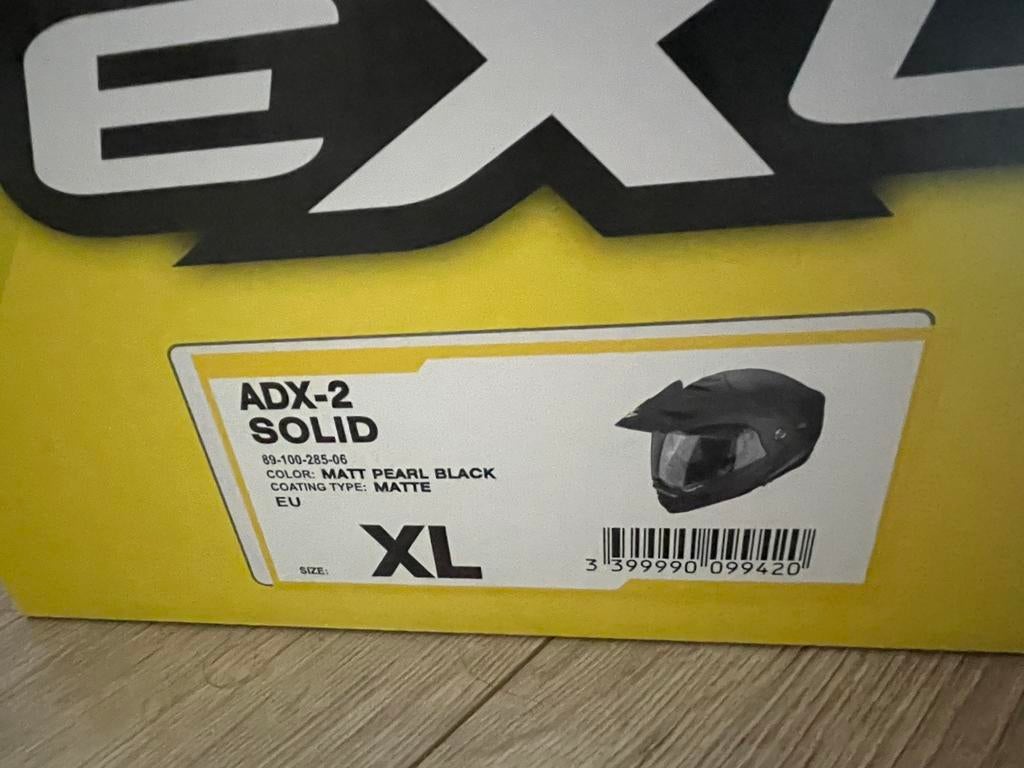 EX
ADX-2
SOLID
89-100-285-06
COLOR: MATT PEARL BLACK
COATING TYPE: MATTE
EU
SIZE: XL
3 399990 099420